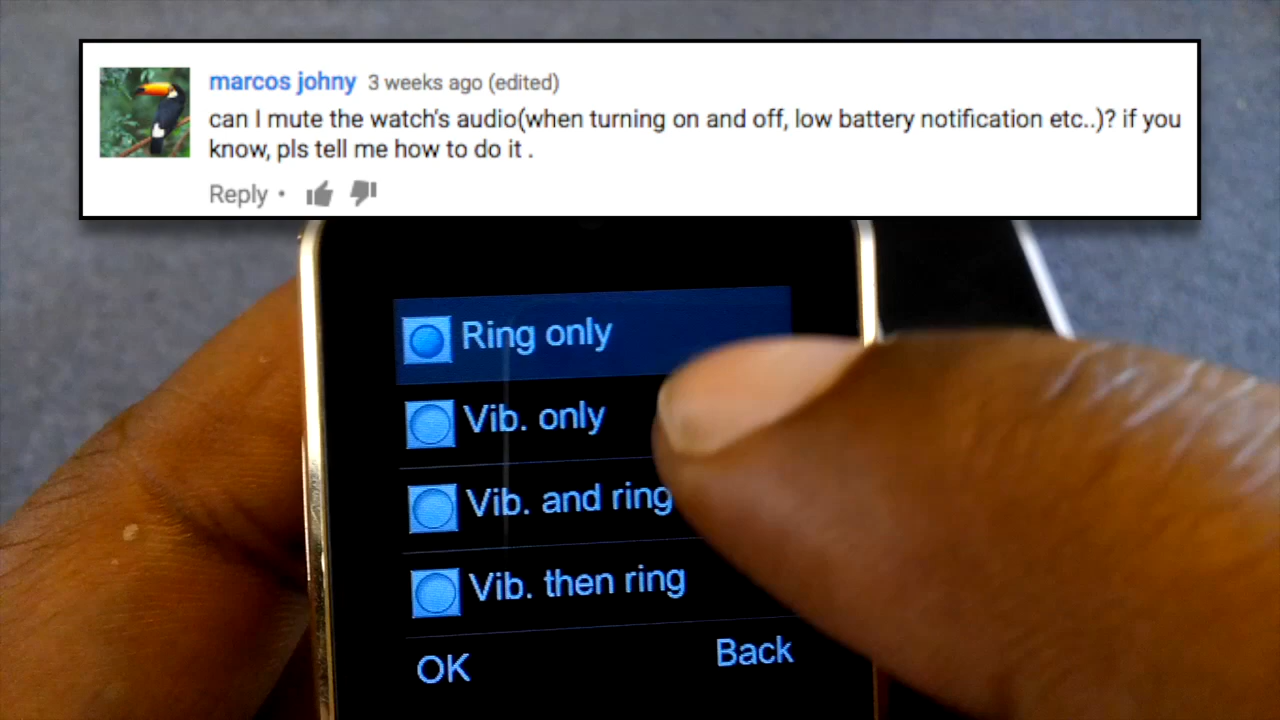 marcos johny 3 weeks ago (edited)
can I mute the watch's audio(when turning on and off, low battery notification etc..)? if you
know, pls tell me how to do it .
Reply •
Ring only
Vib. only
Vib. and ring
Vib. then ring
OK Back